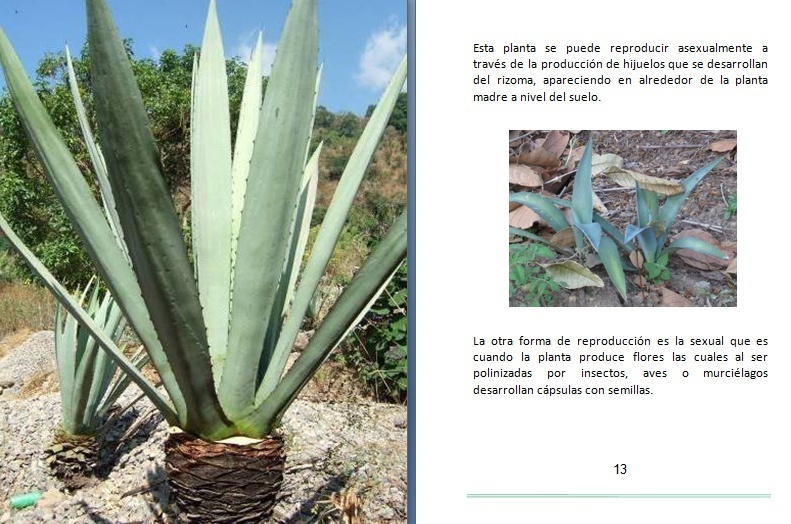 Esta planta se puede reproducir asexualmente a
través de la producción de hijuelos que se desarrollan
del rizoma, apareciendo en alrededor de la planta
madre a nivel del suelo.
La otra forma de reproducción es la sexual que es
cuando la planta produce flores las cuales al ser
polinizadas por insectos, aves o murciélagos
desarrollan cápsulas con semillas.
13